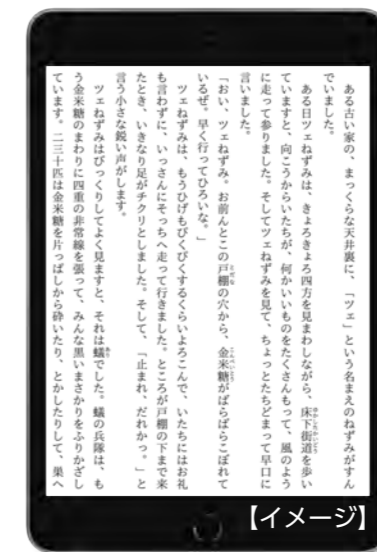 ある古い家の、まっくらな天井裏に、「ツェ」という名まえのねずみがすん
でいました。
ある日ツェねずみは、きょろきょろ四方を見まわしながら、床下街道を歩い
ていますと、向こうからいたちが、何かいいものをたくさんもって、風のよう
に走って参りました。そしてツェねずみを見て、ちょっとたちどまって早口に
言いました。
「おい、ツェねずみ。お前んとこの戸棚の穴から、金米糖がばらばらこぼれて
いるぜ。早く行ってひろいな。」
ツェねずみは、もうひげもぴくぴくするくらいよろこんで、いたちにはお礼
も言わずに、いっさんにそっちへ走って行きました。ところが戸棚の下まで来
たとき、いきなり足がチクリとしました。そして、「止まれ、だれかっ。」と
言う小さな鋭い声がします。
ツェねずみはびっくりしてよく見ますと、それは蟻でした。蟻の兵隊は、も
う金米糖のまわりに四重の非常線を張って、みんな黒いまさかりをふりかざし
ています。二三十匹は金米糖を片っぱしから砕いたり、とかしたりして、巣へ
【イメージ】